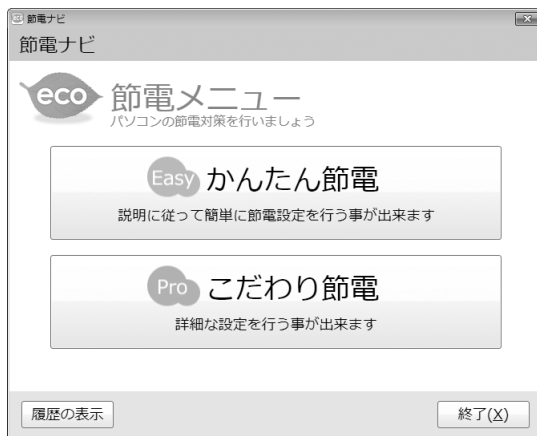 節電ナビ
節電ナビ
eco
節電メニュー
パソコンの節電対策を行いましょう
Easy かんたん節電
説明に従って簡単に節電設定を行う事が出来ます
Pro こだわり節電
詳細な設定を行う事が出来ます
履歴の表示
終了(X)